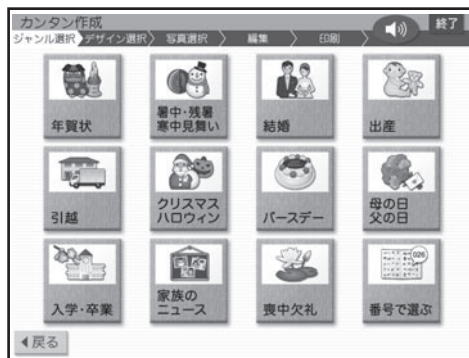 カンタン作成
終了
ジャンル選択 デザイン選択 写真選択 編集 印刷
年賀状
暑中・残暑
寒中見舞い
結婚
出産
引越
クリスマス
ハロウィン
バースデー
母の日
父の日
入学・卒業
家族の
ニュース
喪中欠礼
026
番号で選ぶ
戻る